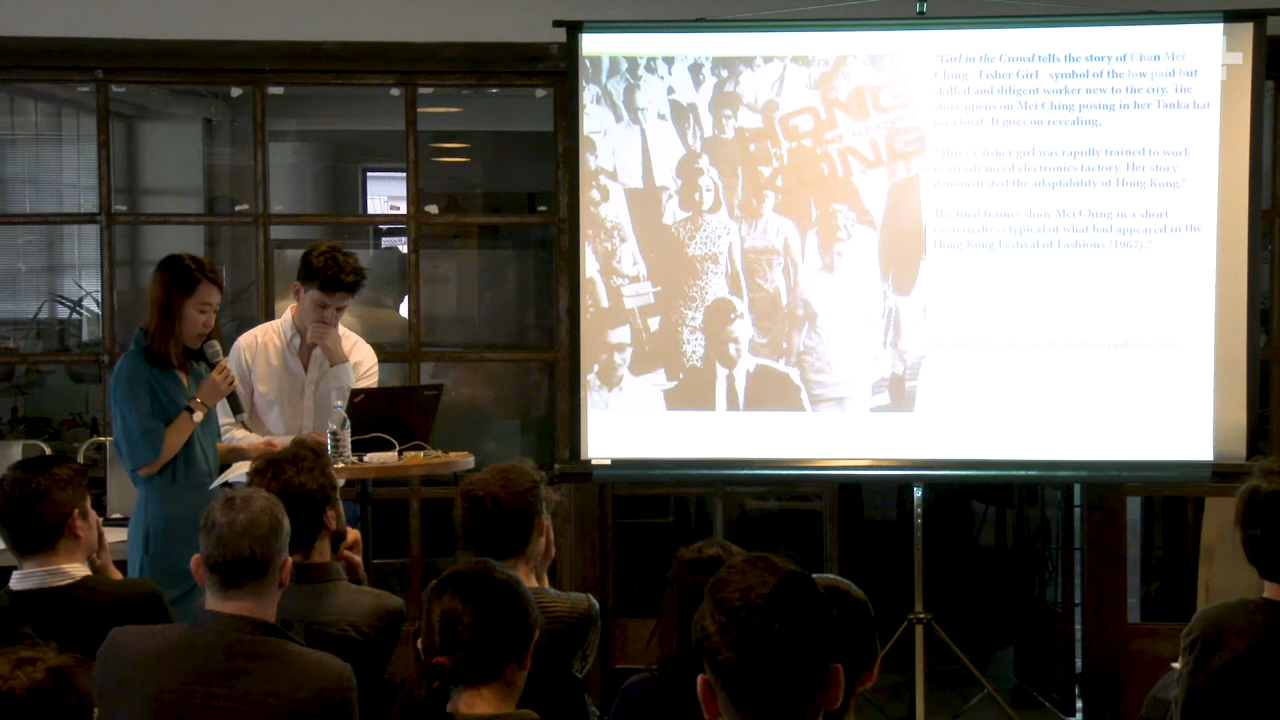 HONG
KONG
"Girl in the Crowd tells the story of Chan Mei
Ching - Fisher Girl - symbol of the low paid but
skilled and diligent worker new to the city. The
story opens on Mei Ching posing in her Tanka hat
on a boat. It goes on revealing,
fisher girl was rapidly trained to work
advanced electronics factory. Her story
demonstrated the adaptability of Hong Kong."
The final frames show Mei Ching in a short
western dress typical of what had appeared in the
Hong Kong Festival of Fashions (1967)."